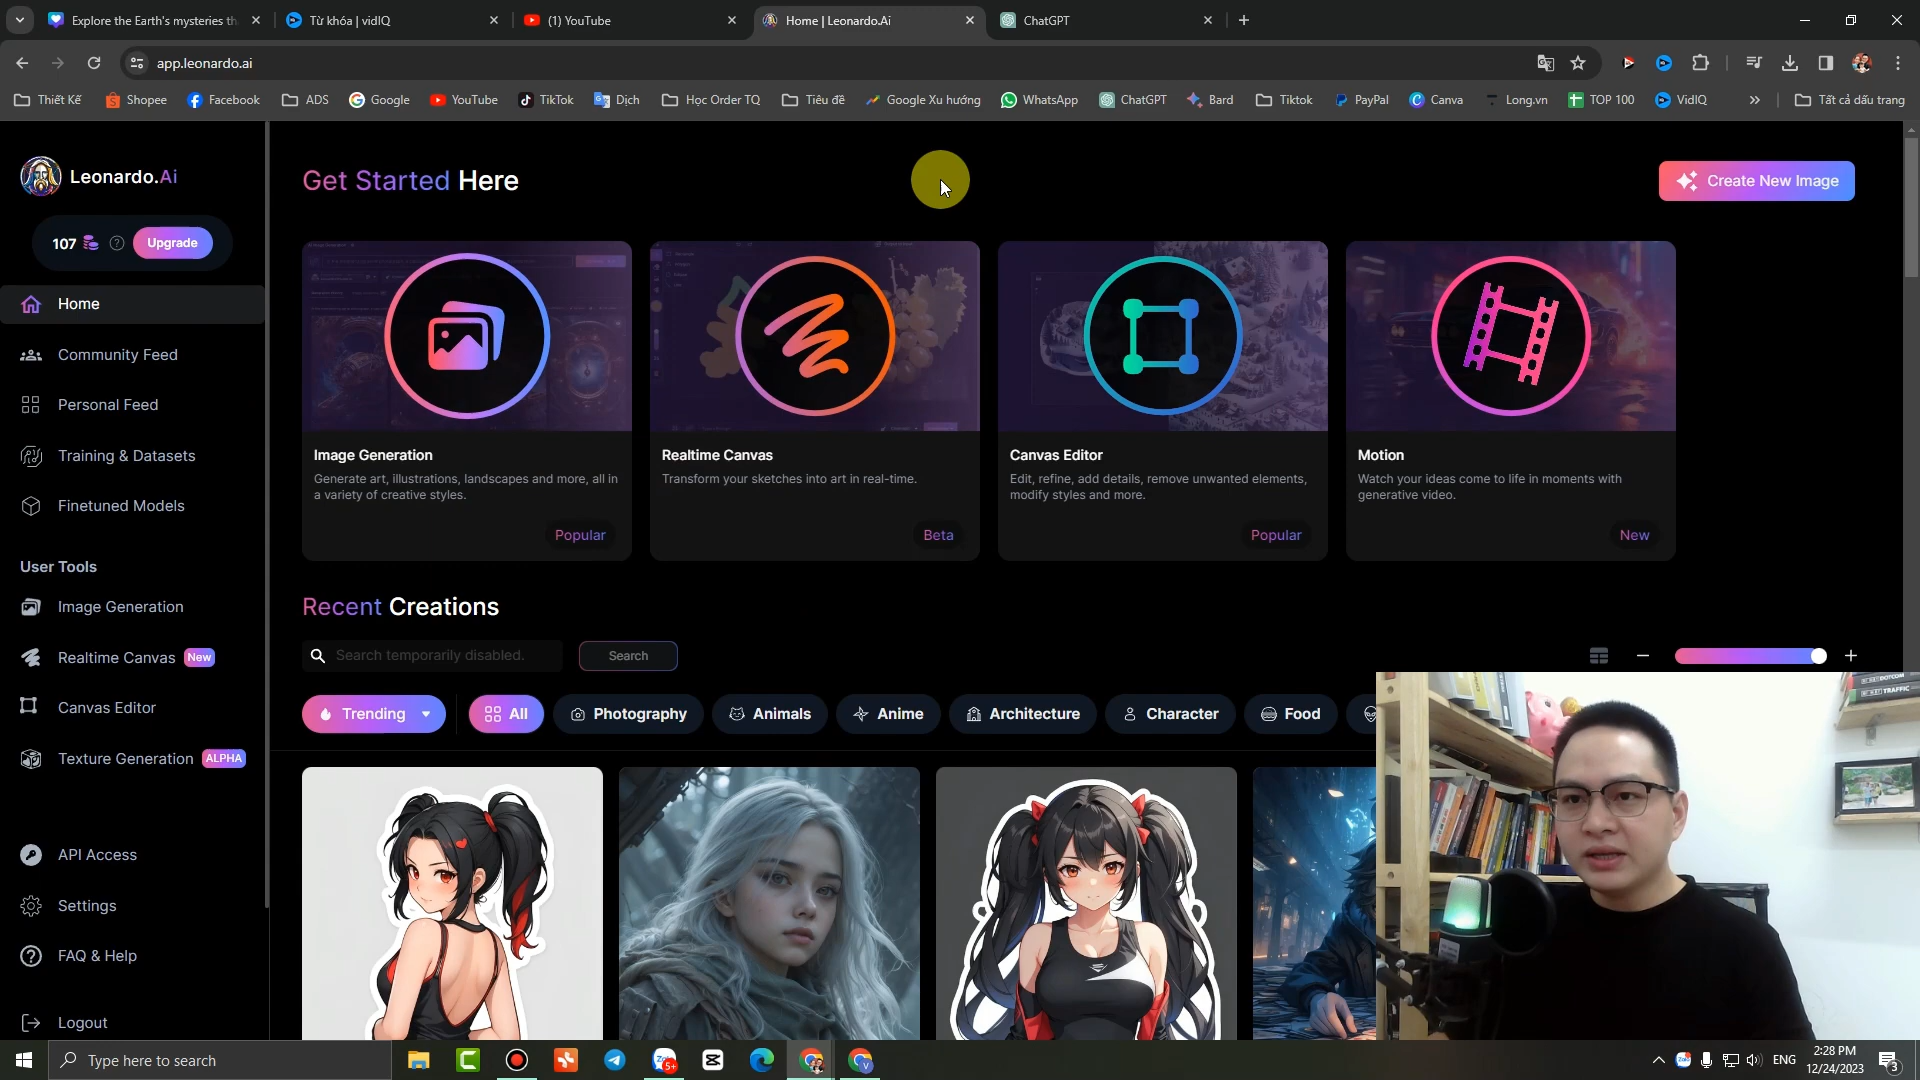 Explore the Earth's mysteries th
Từ khóa | vidIQ
(1) YouTube
Home | Leonardo.Ai
ChatGPT
app.leonardo.ai
Thiết Kế
Shopee
Facebook
ADS
Google
YouTube
TikTok
Dịch
Học Order TQ
Tiêu đề
Google Xu hướng
WhatsApp
ChatGPT
Bard
Tiktok
PayPal
Canva
Long.vn
TOP 100
VidIQ
Tất cả dấu trang
Leonardo.Ai
107
Upgrade
Home
Community Feed
Personal Feed
Training & Datasets
Finetuned Models
User Tools
Image Generation
Realtime Canvas New
Canvas Editor
Texture Generation ALPHA
API Access
Settings
FAQ & Help
Logout
Get Started Here
Create New Image
Image Generation
Generate art, illustrations, landscapes and more, all in
a variety of creative styles.
Popular
Realtime Canvas
Transform your sketches into art in real-time.
Beta
Canvas Editor
Edit, refine, add details, remove unwanted elements,
modify styles and more.
Popular
Motion
Watch your ideas come to life in moments with
generative video.
New
Recent Creations
Search temporarily disabled.
Search
Trending
All
Photography
Animals
Anime
Architecture
Character
Food
DOTCOM
TRAFFIC
Type here to search
Zalo
5+
ENG
2:28 PM
12/24/2023
3